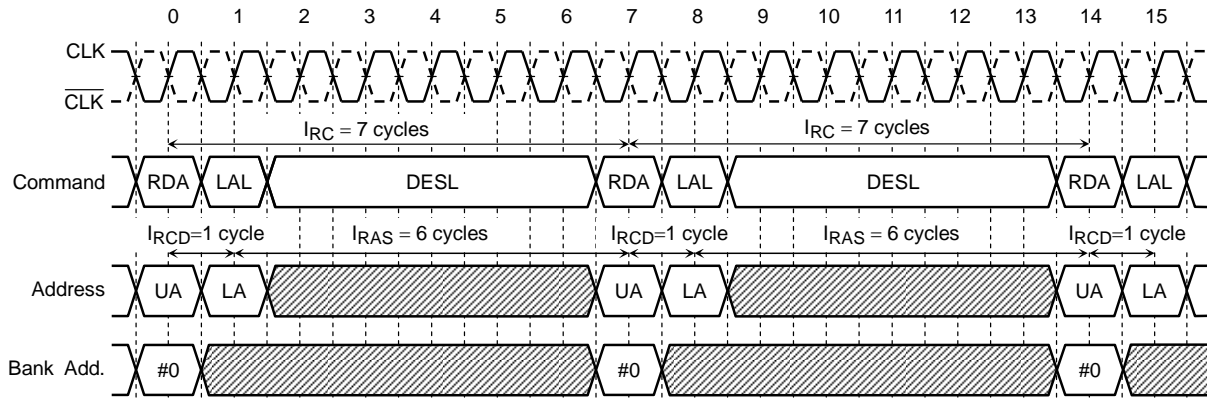 0 1 2 3 4 5 6 7 8 9 10 11 12 13 14 15
CLK
CLK
IRC = 7 cycles IRC = 7 cycles
Command RDA LAL DESL RDA LAL DESL RDA LAL
IRCD=1 cycle IRAS = 6 cycles IRCD=1 cycle IRAS = 6 cycles IRCD=1 cycle
Address UA LA UA LA UA LA
Bank Add. #0 #0 #0